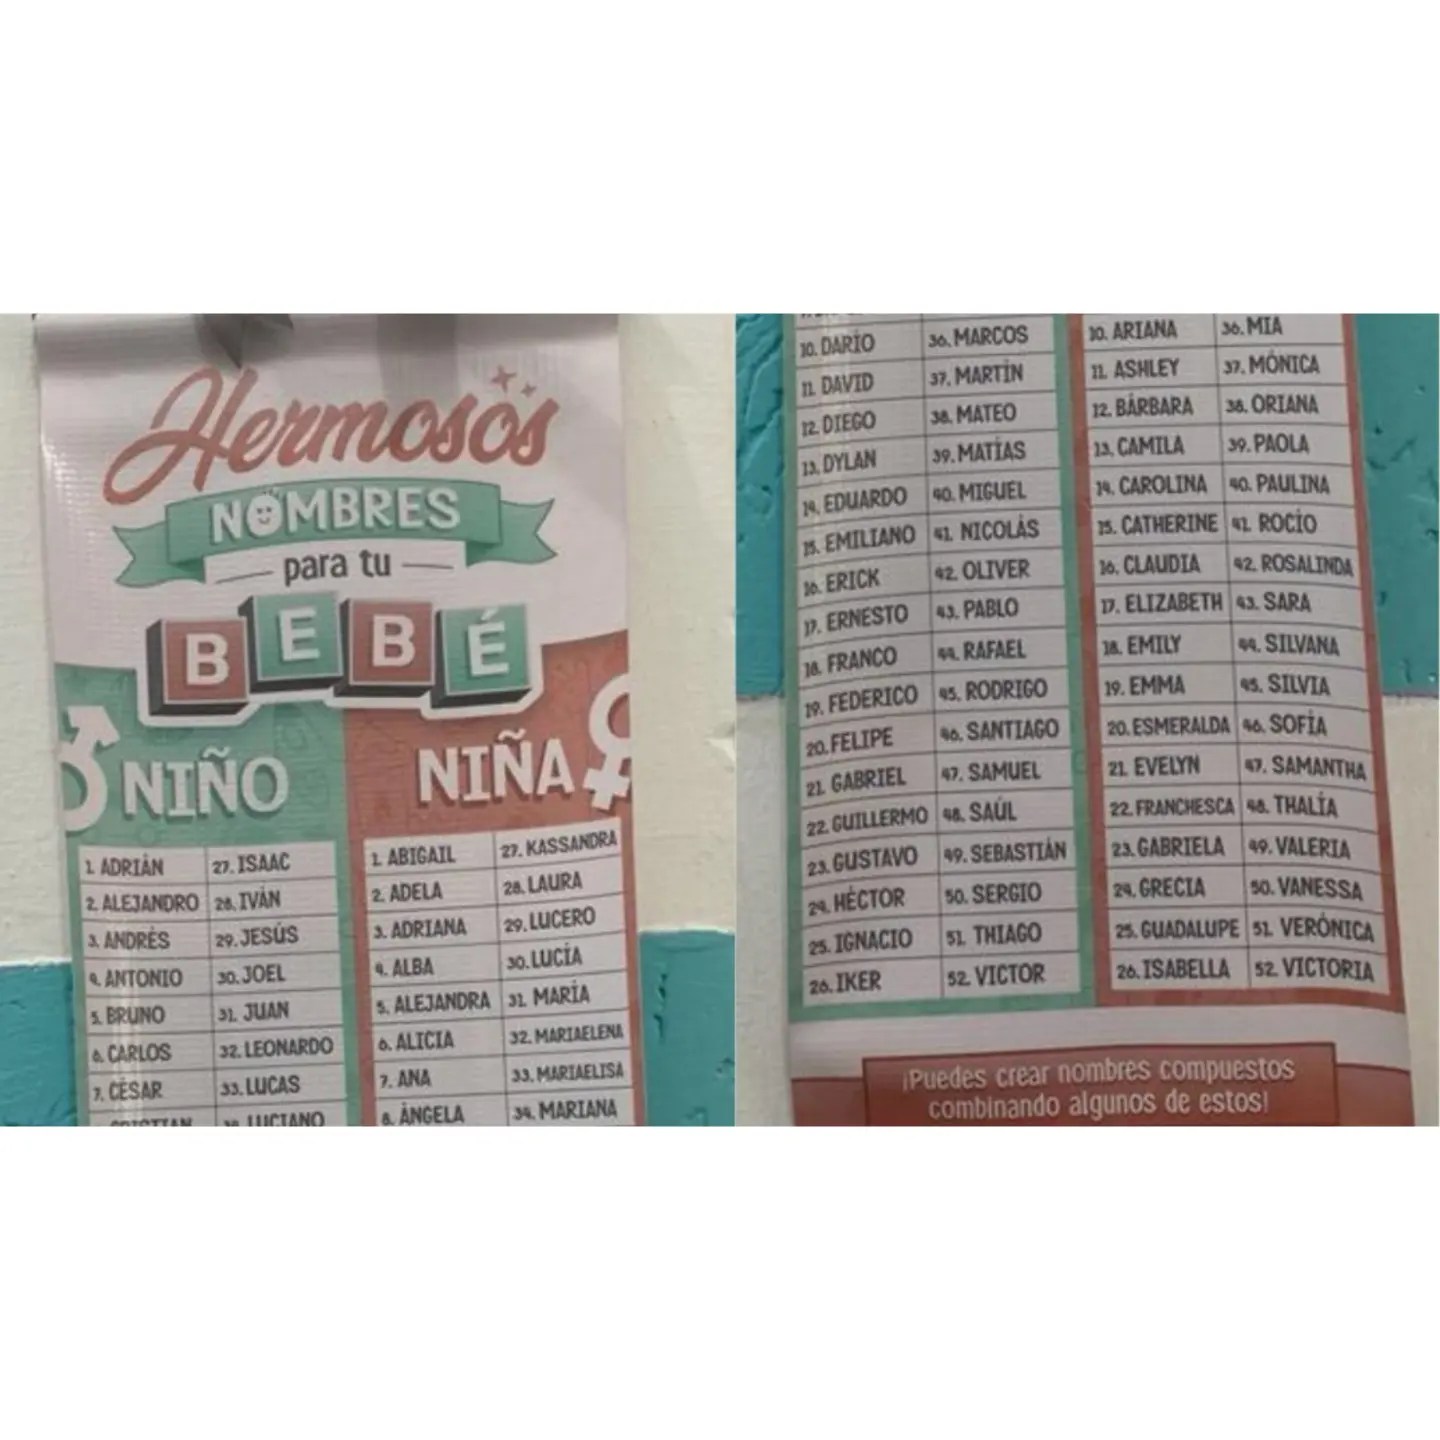 Hermosos
NOMBRES
para tu
BEBÉ
NIÑO
NIÑA
1. ADRIÁN 27. ISAAC
2. ALEJANDRO 28. IVÁN
3. ANDRÉS 29. JESÚS
4. ANTONIO 30. JOEL
5. BRUNO 31. JUAN
6. CARLOS 32. LEONARDO
7. CÉSAR 33. LUCAS
CRISTIAN 34. LUCIANO
1. ABIGAIL 27. KASSANDRA
2. ADELA 28. LAURA
3. ADRIANA 29. LUCERO
4. ALBA 30. LUCÍA
5. ALEJANDRA 31. MARÍA
6. ALICIA 32. MARIAELENA
7. ANA 33. MARIAELISA
8. ÁNGELA 34. MARIANA
10. DARÍO 36. MARCOS
11. DAVID 37. MARTÍN
12. DIEGO 38. MATEO
13. DYLAN 39. MATÍAS
14. EDUARDO 40. MIGUEL
15. EMILIANO 41. NICOLÁS
16. ERICK 42. OLIVER
17. ERNESTO 43. PABLO
18. FRANCO 44. RAFAEL
19. FEDERICO 45. RODRIGO
20. FELIPE 46. SANTIAGO
21. GABRIEL 47. SAMUEL
22. GUILLERMO 48. SAÚL
23. GUSTAVO 49. SEBASTIÁN
24. HÉCTOR 50. SERGIO
25. IGNACIO 51. THIAGO
26. IKER 52. VICTOR
10. ARIANA 36. MIA
11. ASHLEY 37. MÓNICA
12. BÁRBARA 38. ORIANA
13. CAMILA 39. PAOLA
14. CAROLINA 40. PAULINA
15. CATHERINE 41. ROCÍO
16. CLAUDIA 42. ROSALINDA
17. ELIZABETH 43. SARA
18. EMILY 44. SILVANA
19. EMMA 45. SILVIA
20. ESMERALDA 46. SOFÍA
21. EVELYN 47. SAMANTHA
22. FRANCHESCA 48. THALÍA
23. GABRIELA 49. VALERIA
24. GRECIA 50. VANESSA
25. GUADALUPE 51. VERÓNICA
26. ISABELLA 52. VICTORIA
¡Puedes crear nombres compuestos
combinando algunos de estos!